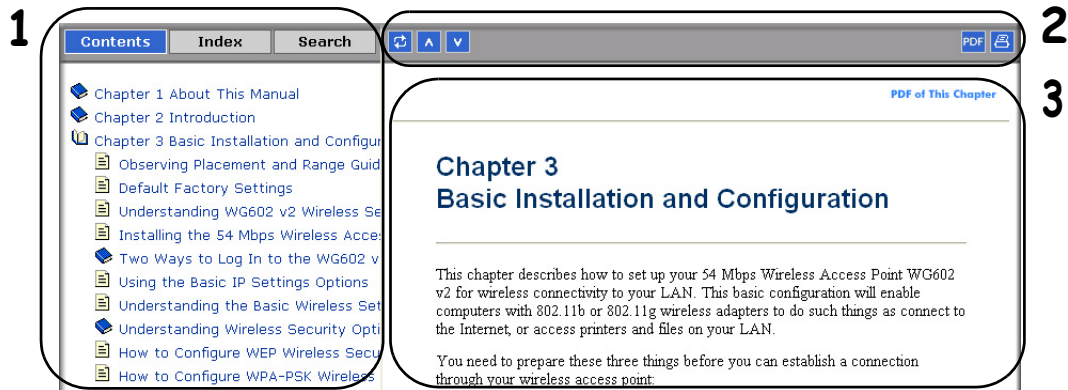 1
Contents Index Search
Chapter 1 About This Manual
Chapter 2 Introduction
Chapter 3 Basic Installation and Configur
Observing Placement and Range Guid
Default Factory Settings
Understanding WG602 v2 Wireless Se
Installing the 54 Mbps Wireless Acce
Two Ways to Log In to the WG602 v
Using the Basic IP Settings Options
Understanding the Basic Wireless Set
Understanding Wireless Security Opti
How to Configure WEP Wireless Secu
How to Configure WPA-PSK Wireless
PDF
2
3
PDF of This Chapter
Chapter 3
Basic Installation and Configuration
This chapter describes how to set up your 54 Mbps Wireless Access Point WG602
v2 for wireless connectivity to your LAN. This basic configuration will enable
computers with 802.11b or 802.11g wireless adapters to do such things as connect to
the Internet, or access printers and files on your LAN.
You need to prepare these three things before you can establish a connection
through your wireless access point: